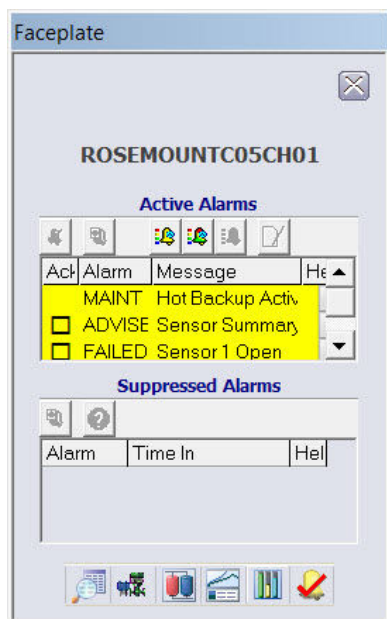 Faceplate
ROSEMOUNTC05CH01
Active Alarms
Ack Alarm Message He
MAINT Hot Backup Activ
ADVISE Sensor Summary
FAILED Sensor 1 Open
Suppressed Alarms
Alarm Time In Hel